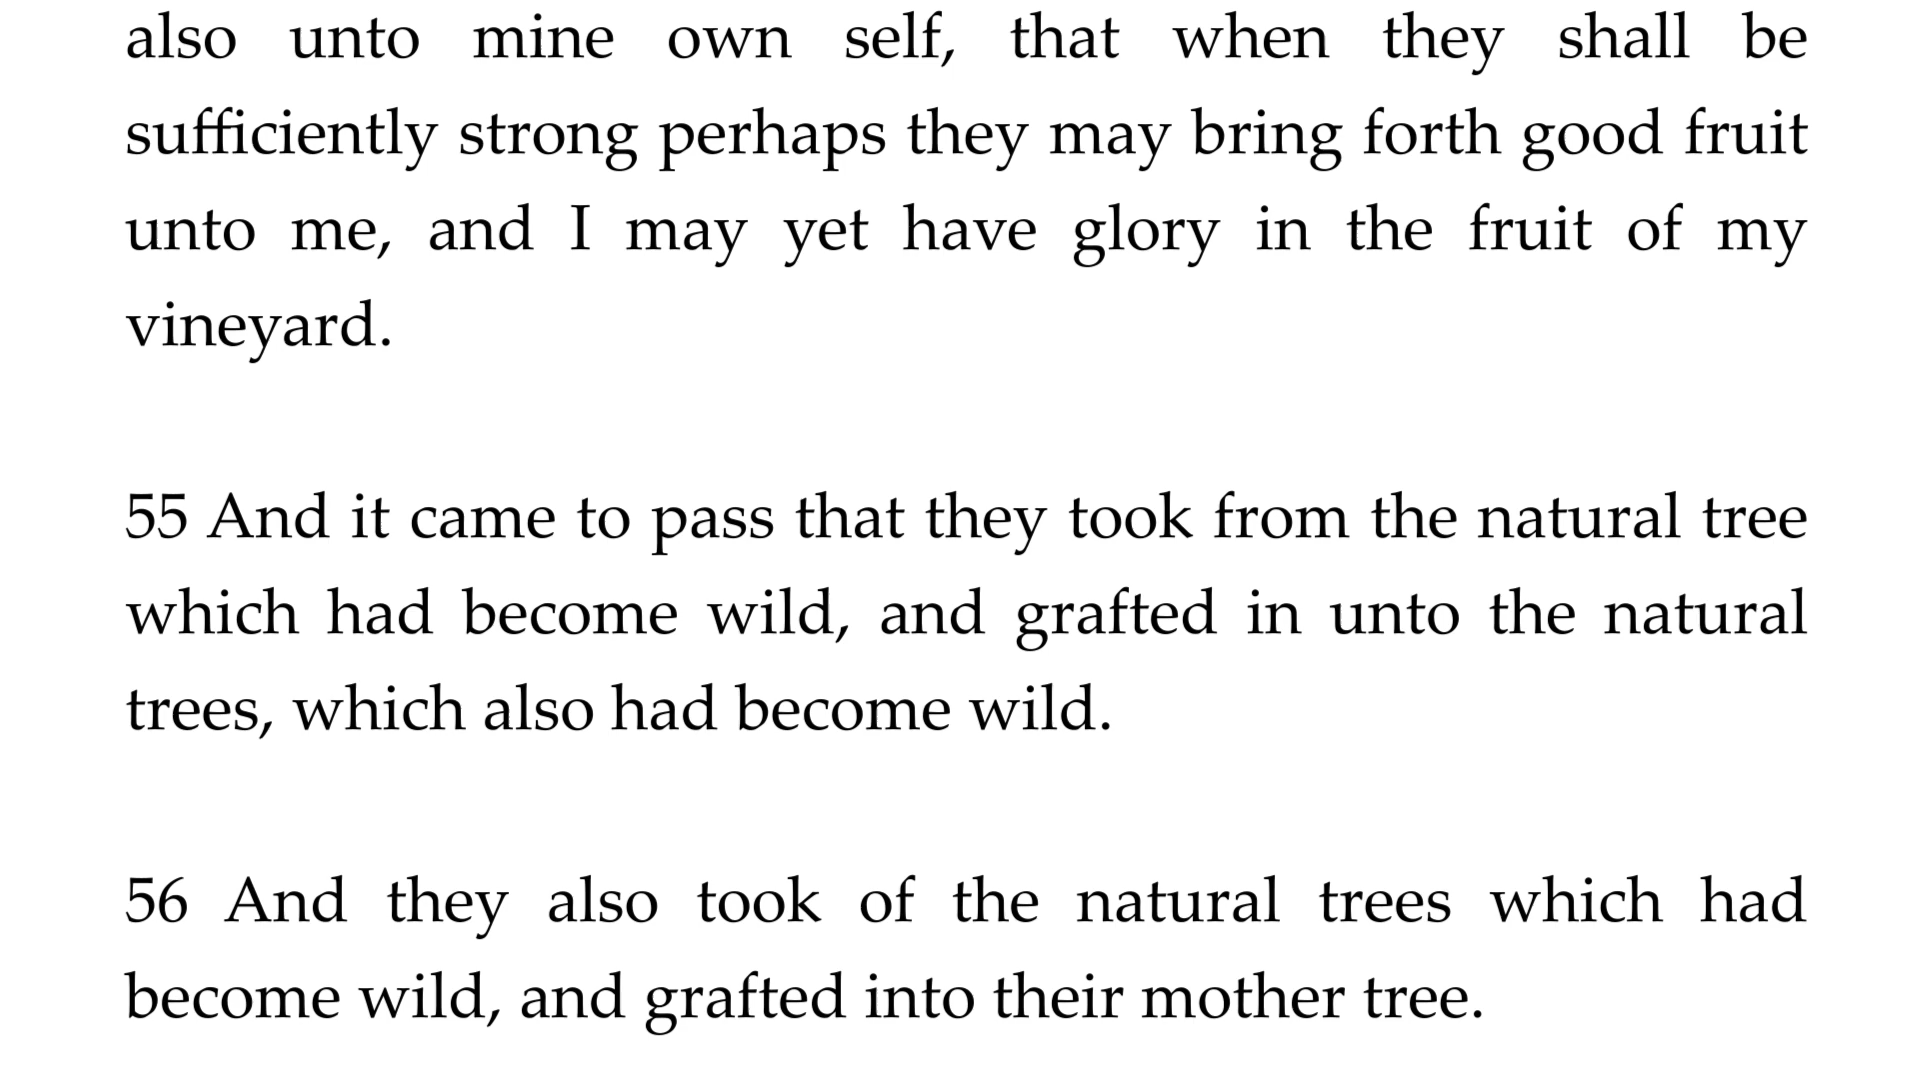 also unto mine own self, that when they shall be
sufficiently strong perhaps they may bring forth good fruit
unto me, and I may yet have glory in the fruit of my
vineyard.
55 And it came to pass that they took from the natural tree
which had become wild, and grafted in unto the natural
trees, which also had become wild.
56 And they also took of the natural trees which had
become wild, and grafted into their mother tree.